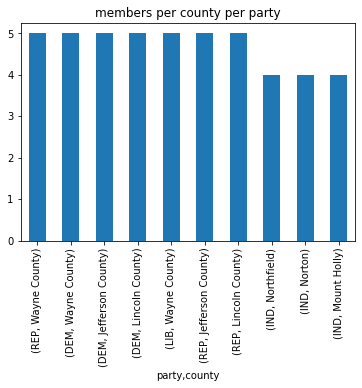 members per county per party
5
4
3
2
1
0
(REP, Wayne County)
(DEM, Wayne County)
(DEM, Jefferson County)
(DEM, Lincoln County)
(LIB, Wayne County)
(REP, Jefferson County)
(REP, Lincoln County)
(IND, Northfield)
(IND, Norton)
(IND, Mount Holly)
party,county